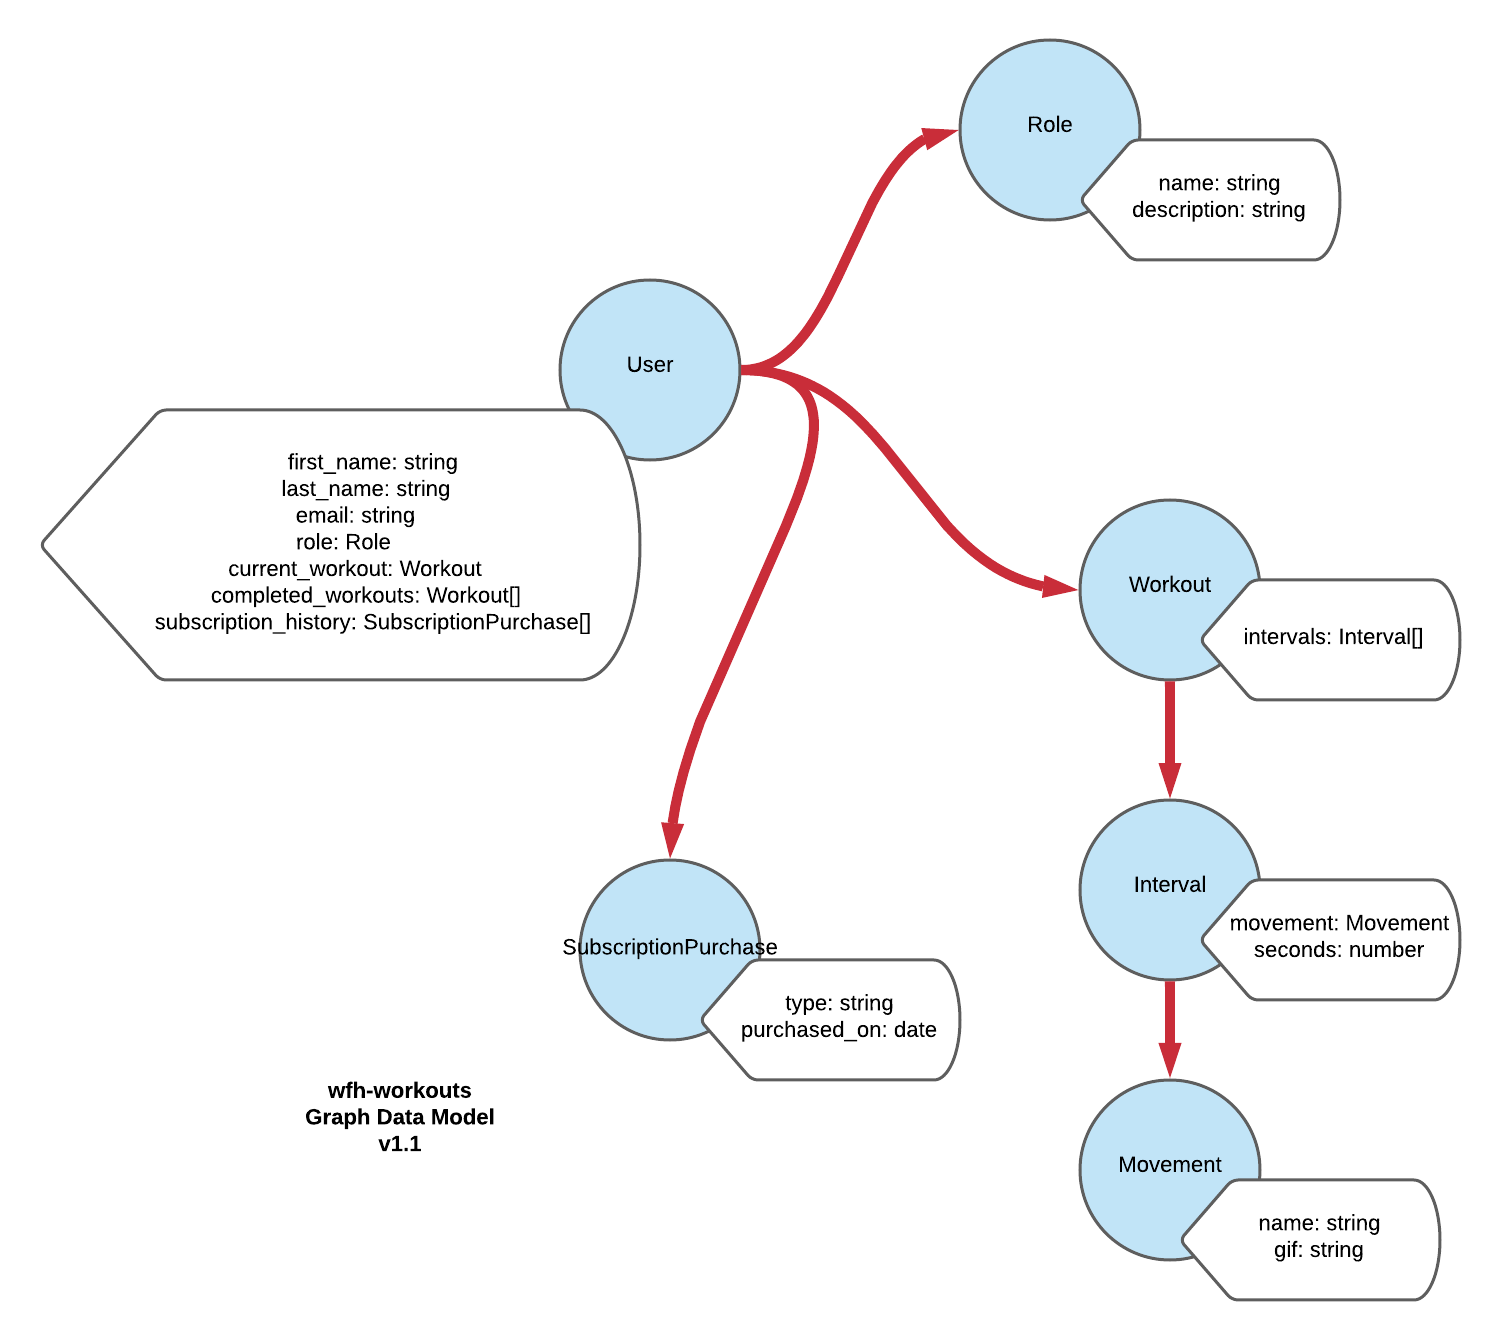 Role
name: string
description: string
User
first_name: string
last_name: string
email: string
role: Role
current_workout: Workout
completed_workouts: Workout[]
subscription_history: SubscriptionPurchase[]
Workout
intervals: Interval[]
Interval
movement: Movement
seconds: number
SubscriptionPurchase
type: string
purchased_on: date
wfh-workouts
Graph Data Model
v1.1
Movement
name: string
gif: string